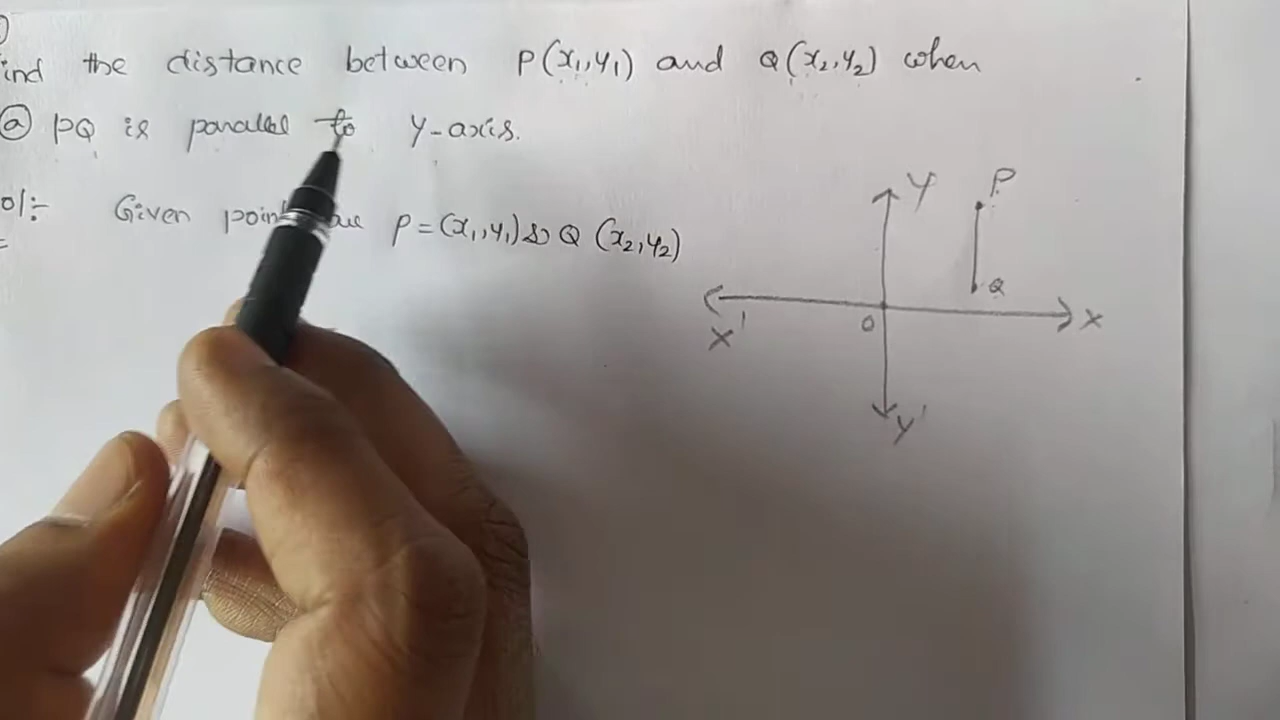 ind the distance between P(x₁,y₁) and Q(x₂,y₂) when
ⓐ PQ is parallel to Y-axis.
ol:- Given point P=(x₁,y₁) & Q (x₂,y₂)
Y P
Q
X' O X
Y'